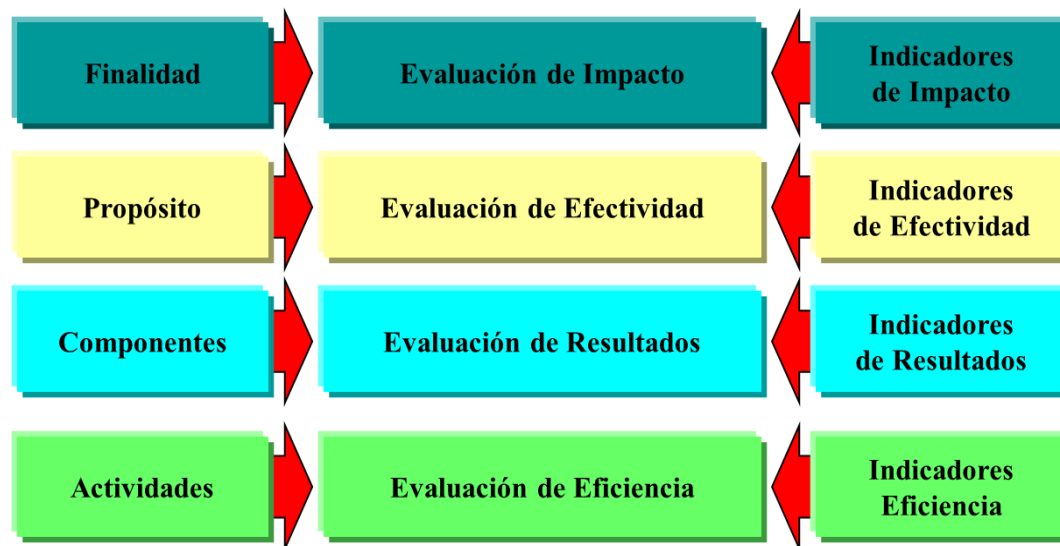 Finalidad
Evaluación de Impacto
Indicadores
de Impacto
Propósito
Evaluación de Efectividad
Indicadores
de Efectividad
Componentes
Evaluación de Resultados
Indicadores
de Resultados
Actividades
Evaluación de Eficiencia
Indicadores
Eficiencia